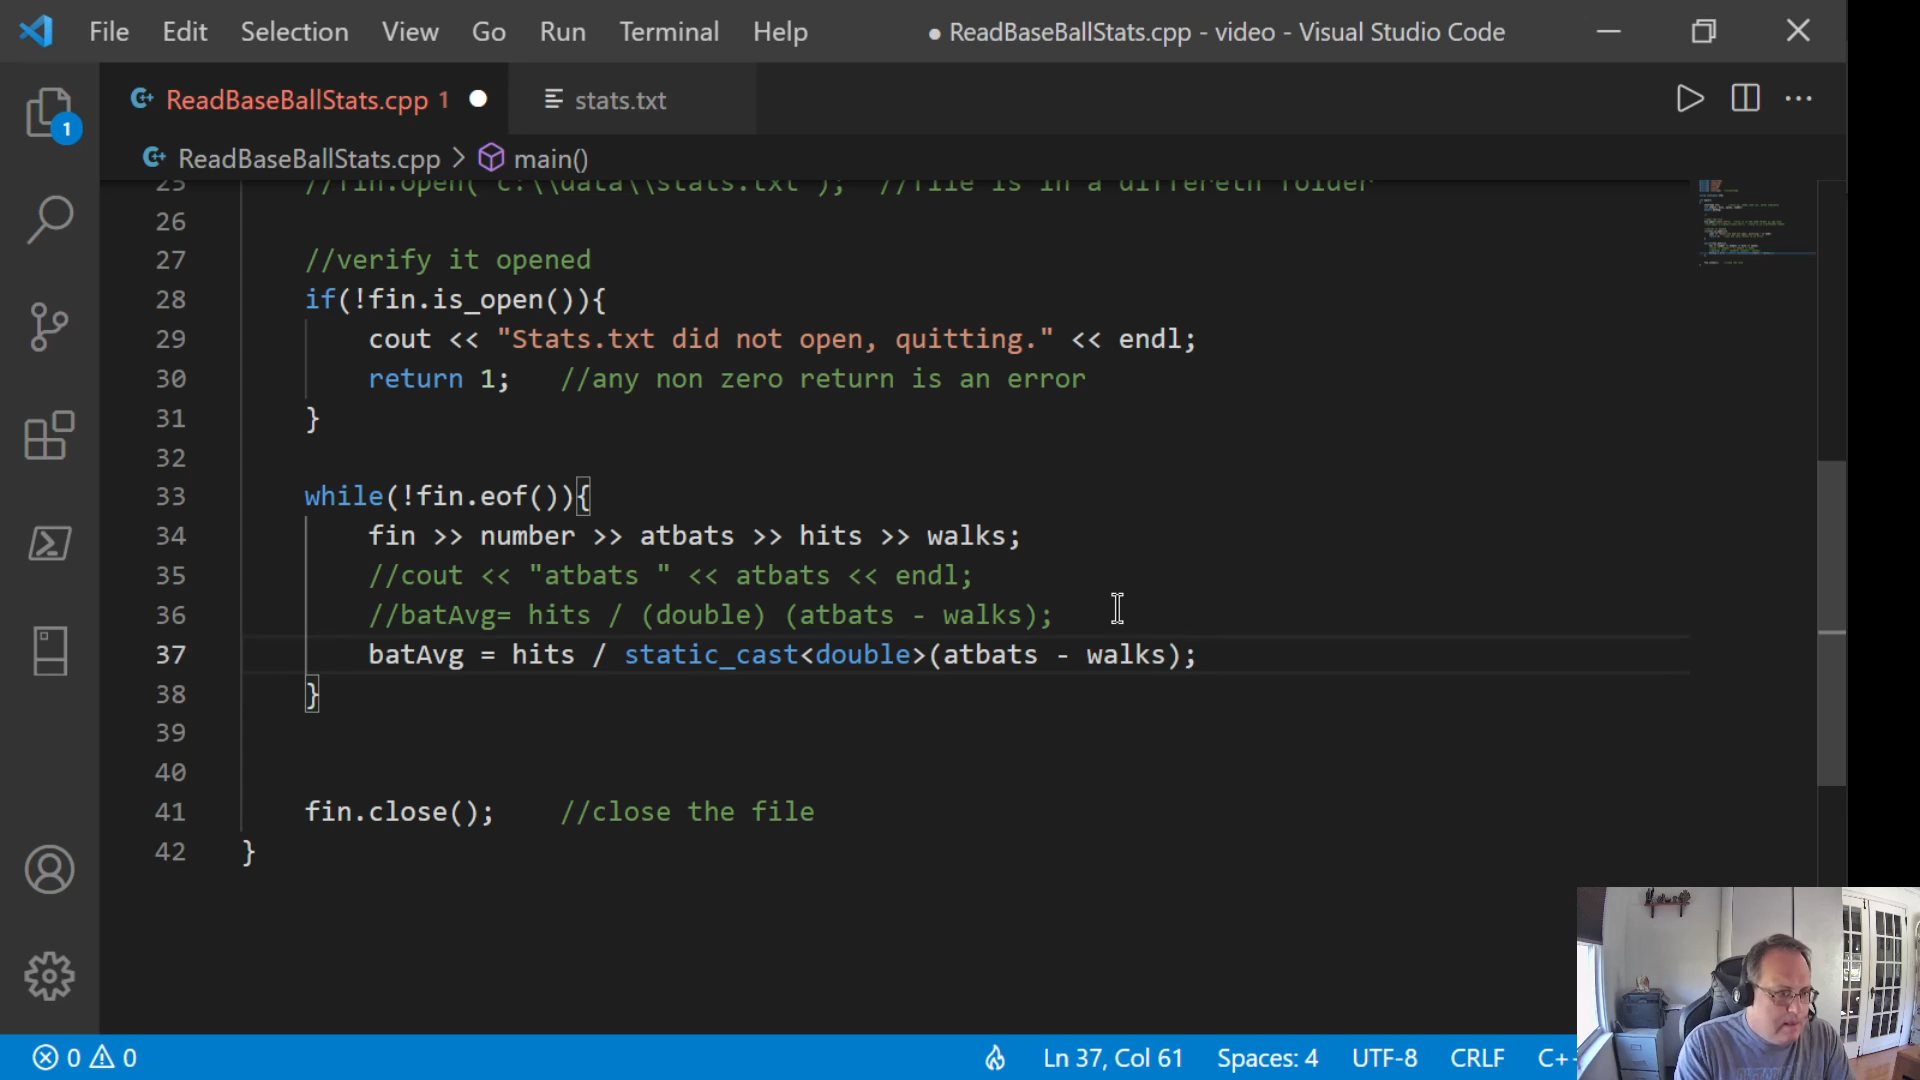 File Edit Selection View Go Run Terminal Help ● ReadBaseBallStats.cpp - video - Visual Studio Code
ReadBaseBallStats.cpp 1 ● stats.txt
ReadBaseBallStats.cpp > main()
25 //fin.open("c:\\data\\stats.txt"); //file is in a differeth folder
26
27 //verify it opened
28 if(!fin.is_open()){
29 cout << "Stats.txt did not open, quitting." << endl;
30 return 1; //any non zero return is an error
31 }
32
33 while(!fin.eof()){
34 fin >> number >> atbats >> hits >> walks;
35 //cout << "atbats " << atbats << endl;
36 //batAvg= hits / (double) (atbats - walks);
37 batAvg = hits / static_cast<double>(atbats - walks);
38 }
39
40
41 fin.close(); //close the file
42 }
1
0 0 Ln 37, Col 61 Spaces: 4 UTF-8 CRLF C+